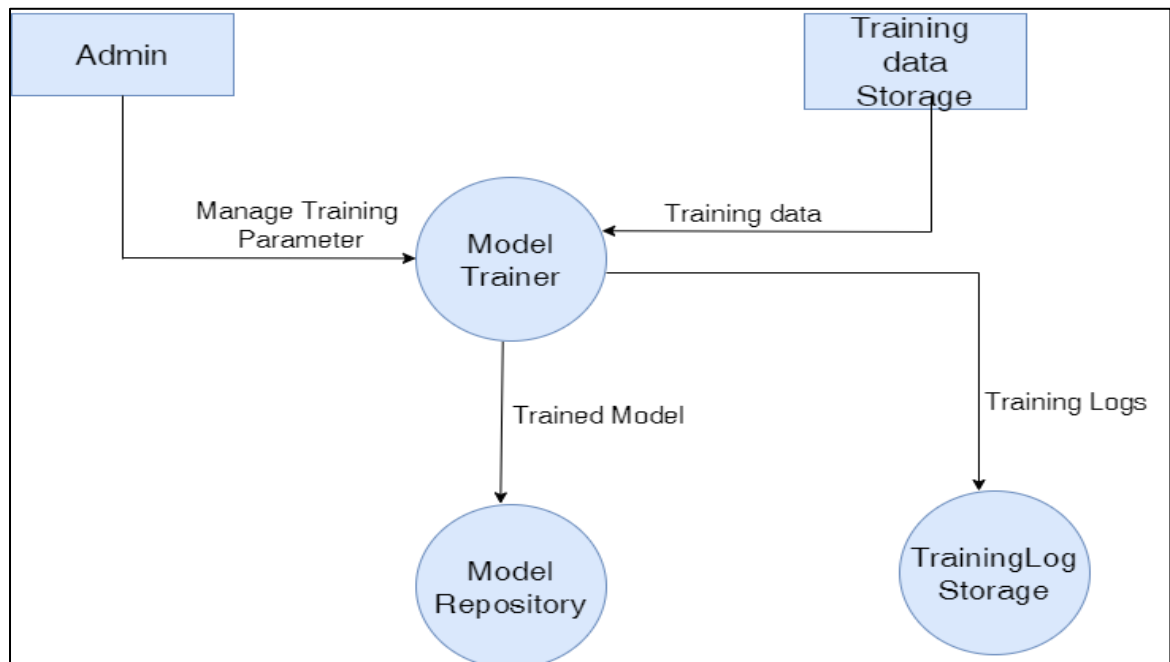 Admin
Training
data
Storage
Manage Training
Parameter
Training data
Model
Trainer
Trained Model
Training Logs
Model
Repository
TrainingLog
Storage